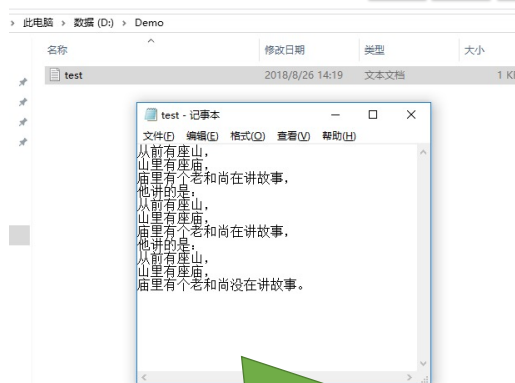 此电脑 > 数据 (D:) > Demo
名称 修改日期 类型 大小
test 2018/8/26 14:19 文本文档 1
test - 记事本
文件(F) 编辑(E) 格式(O) 查看(V) 帮助(H)
从前有座山，
山里有座庙，
庙里有个老和尚在讲故事，
他讲的是：
从前有座山，
山里有座庙，
庙里有个老和尚在讲故事，
他讲的是：
从前有座山，
山里有座庙，
庙里有个老和尚没在讲故事。